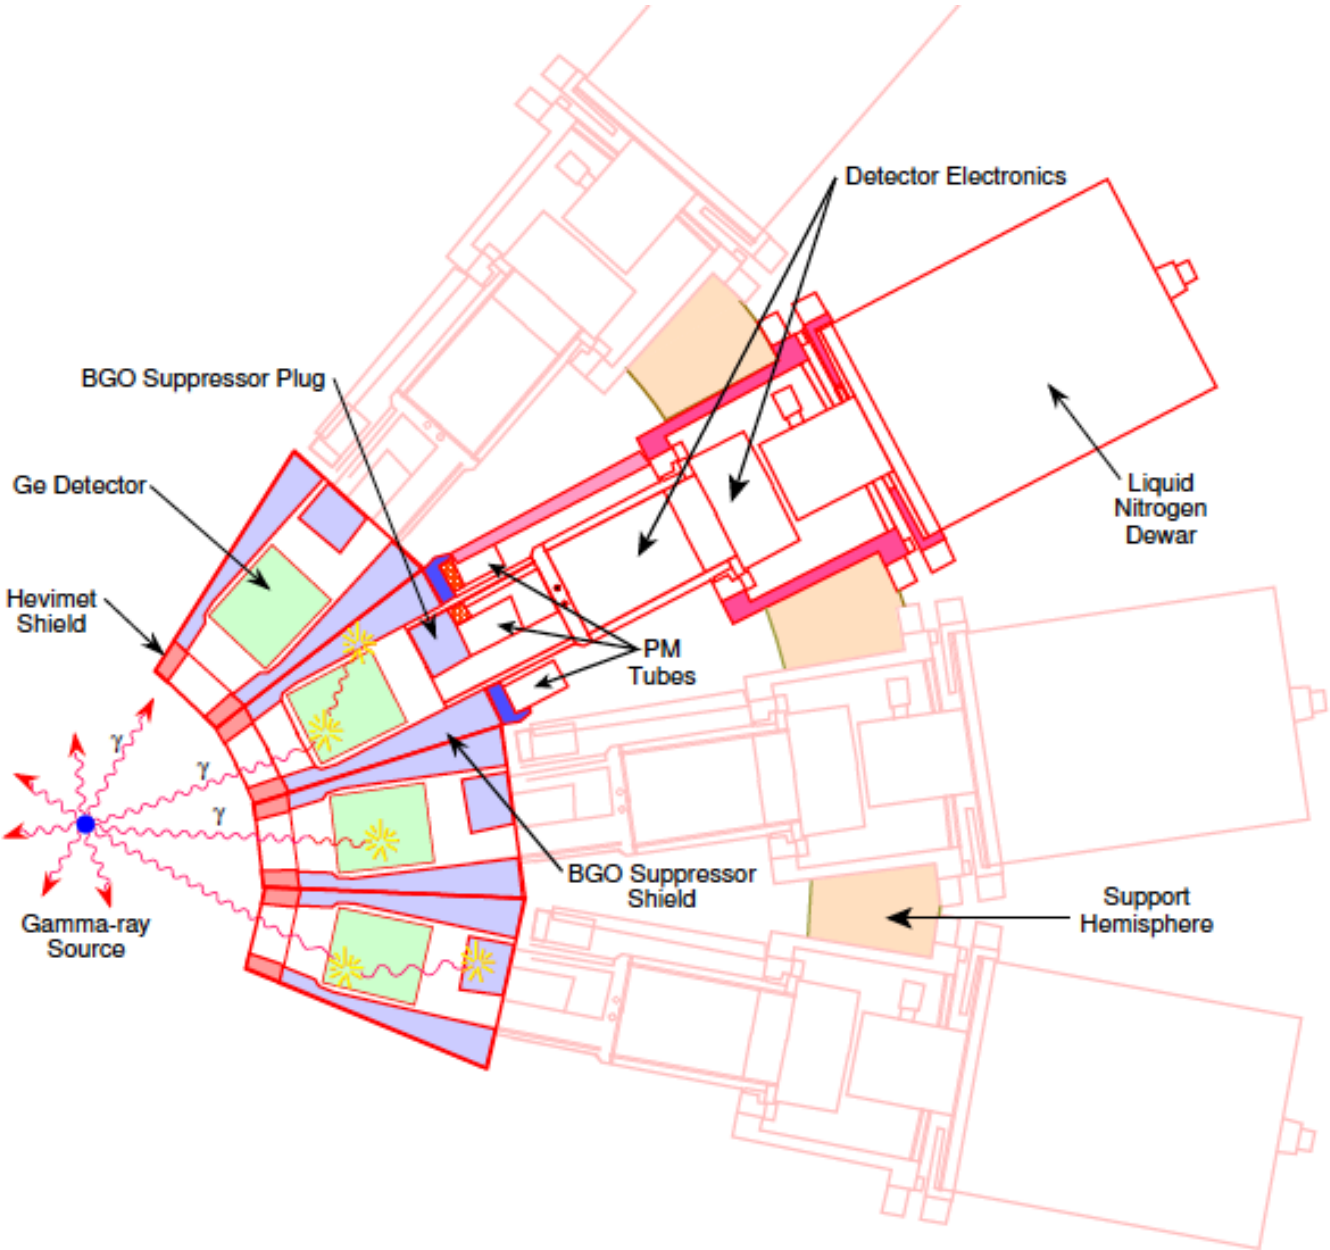 Detector Electronics
BGO Suppressor Plug
Ge Detector
Liquid
Nitrogen
Dewar
Hevimet
Shield
PM
Tubes
γ
γ
γ
BGO Suppressor
Shield
Support
Hemisphere
Gamma-ray
Source